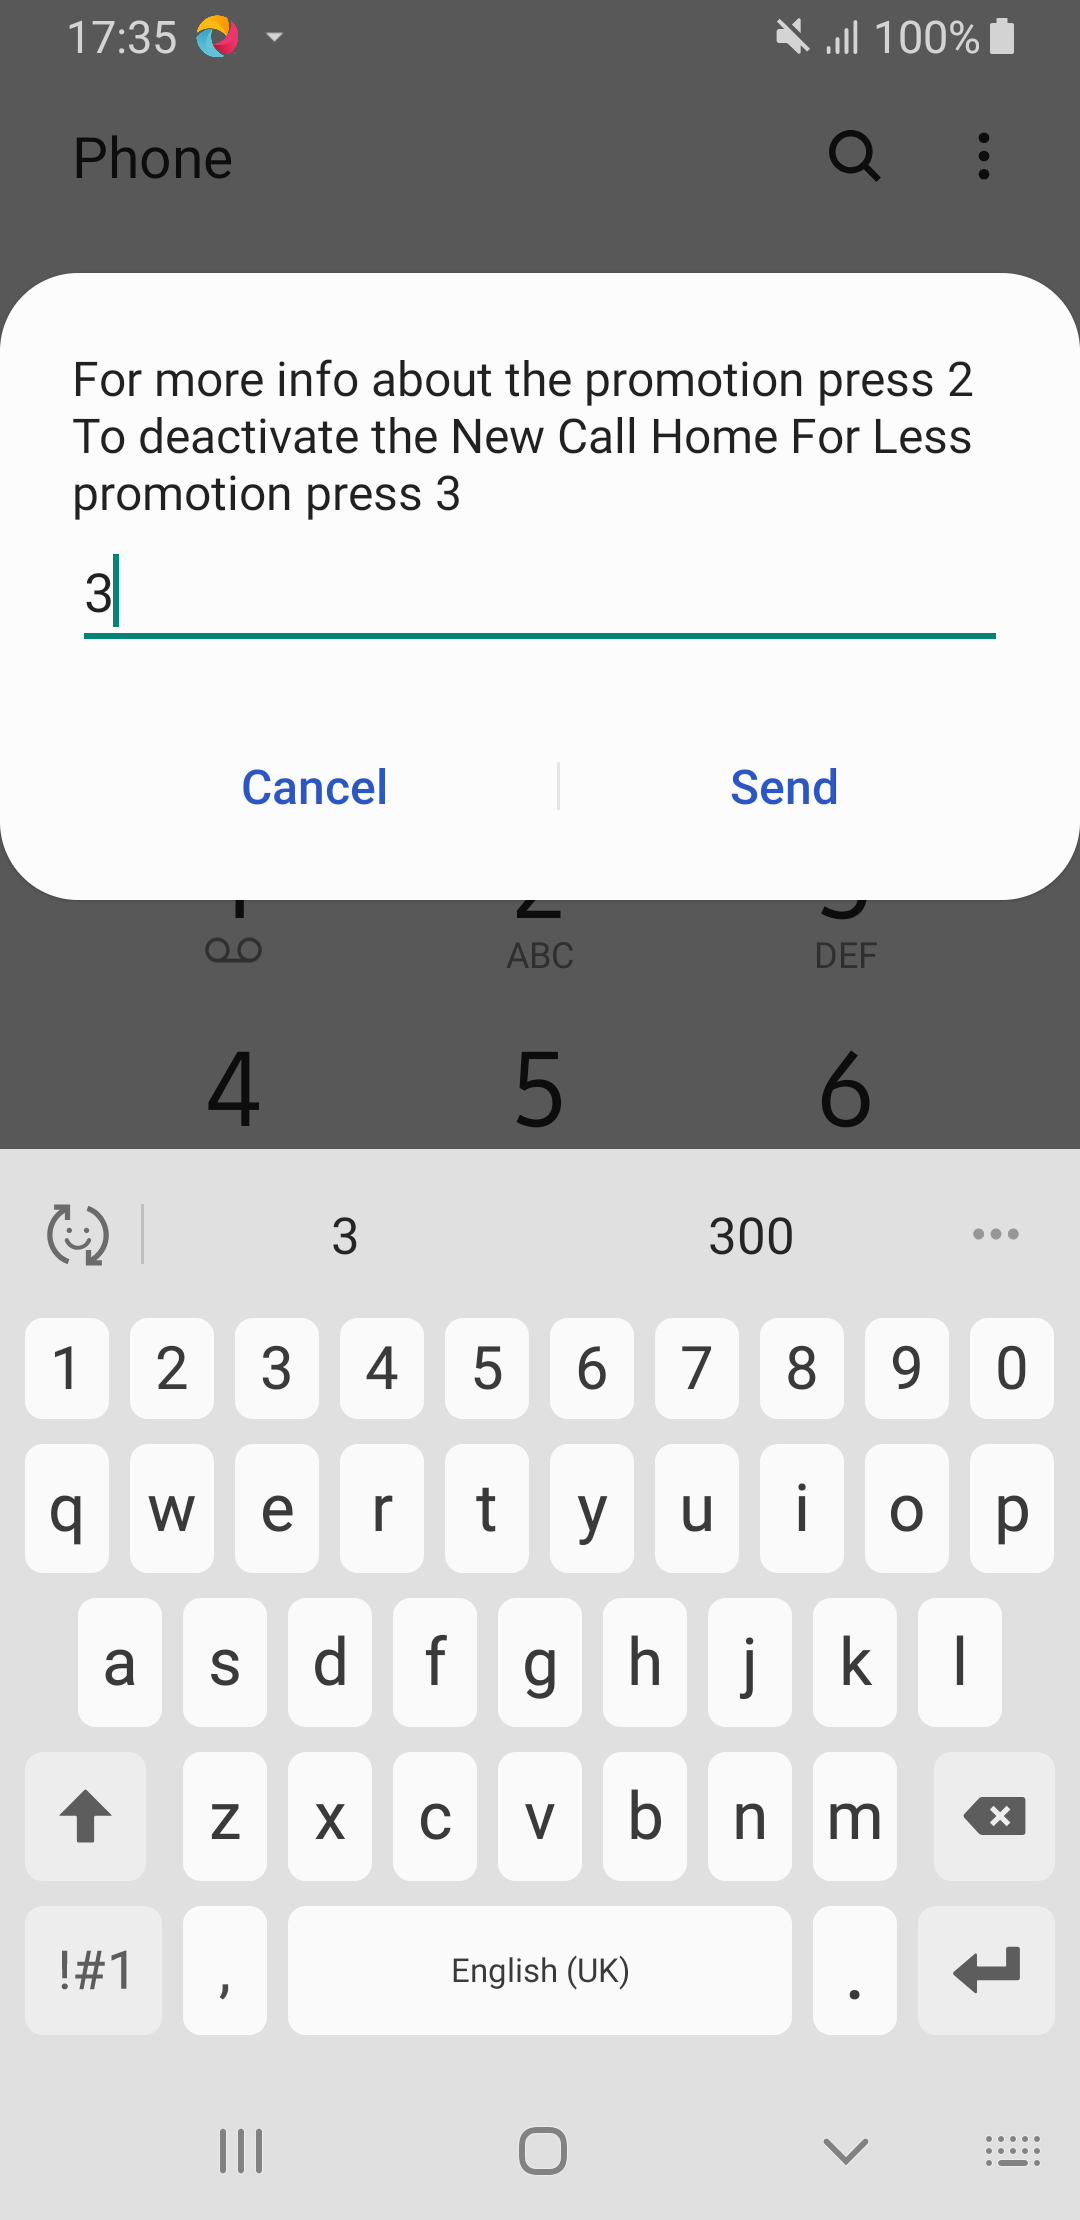 17:35 100%
Phone
For more info about the promotion press 2
To deactivate the New Call Home For Less
promotion press 3
3
Cancel Send
ABC DEF
4 5 6
3 300
1 2 3 4 5 6 7 8 9 0
q w e r t y u i o p
a s d f g h j k l
z x c v b n m
!#1 , English (UK) .